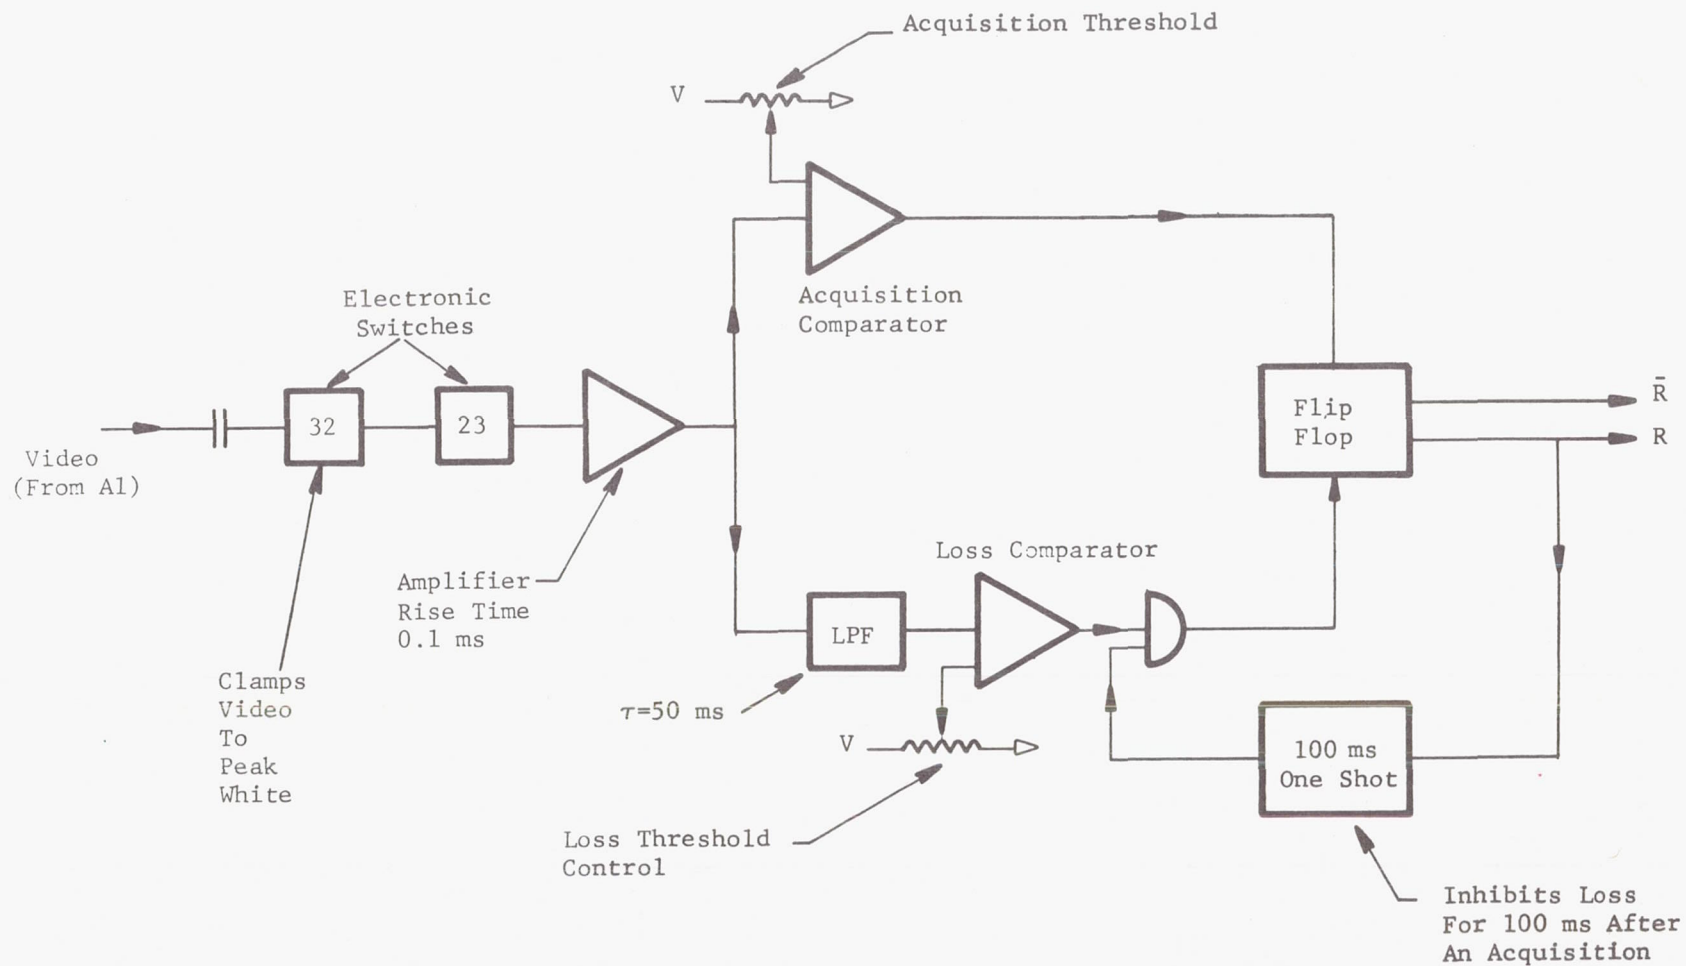 Acquisition Threshold
V
Acquisition
Comparator
Electronic
Switches
32
23
Video
(From A1)
Flip
Flop
R̄
R
Amplifier
Rise Time
0.1 ms
Loss Comparator
LPF
Clamps
Video
To
Peak
White
τ=50 ms
V
100 ms
One Shot
Loss Threshold
Control
Inhibits Loss
For 100 ms After
An Acquisition